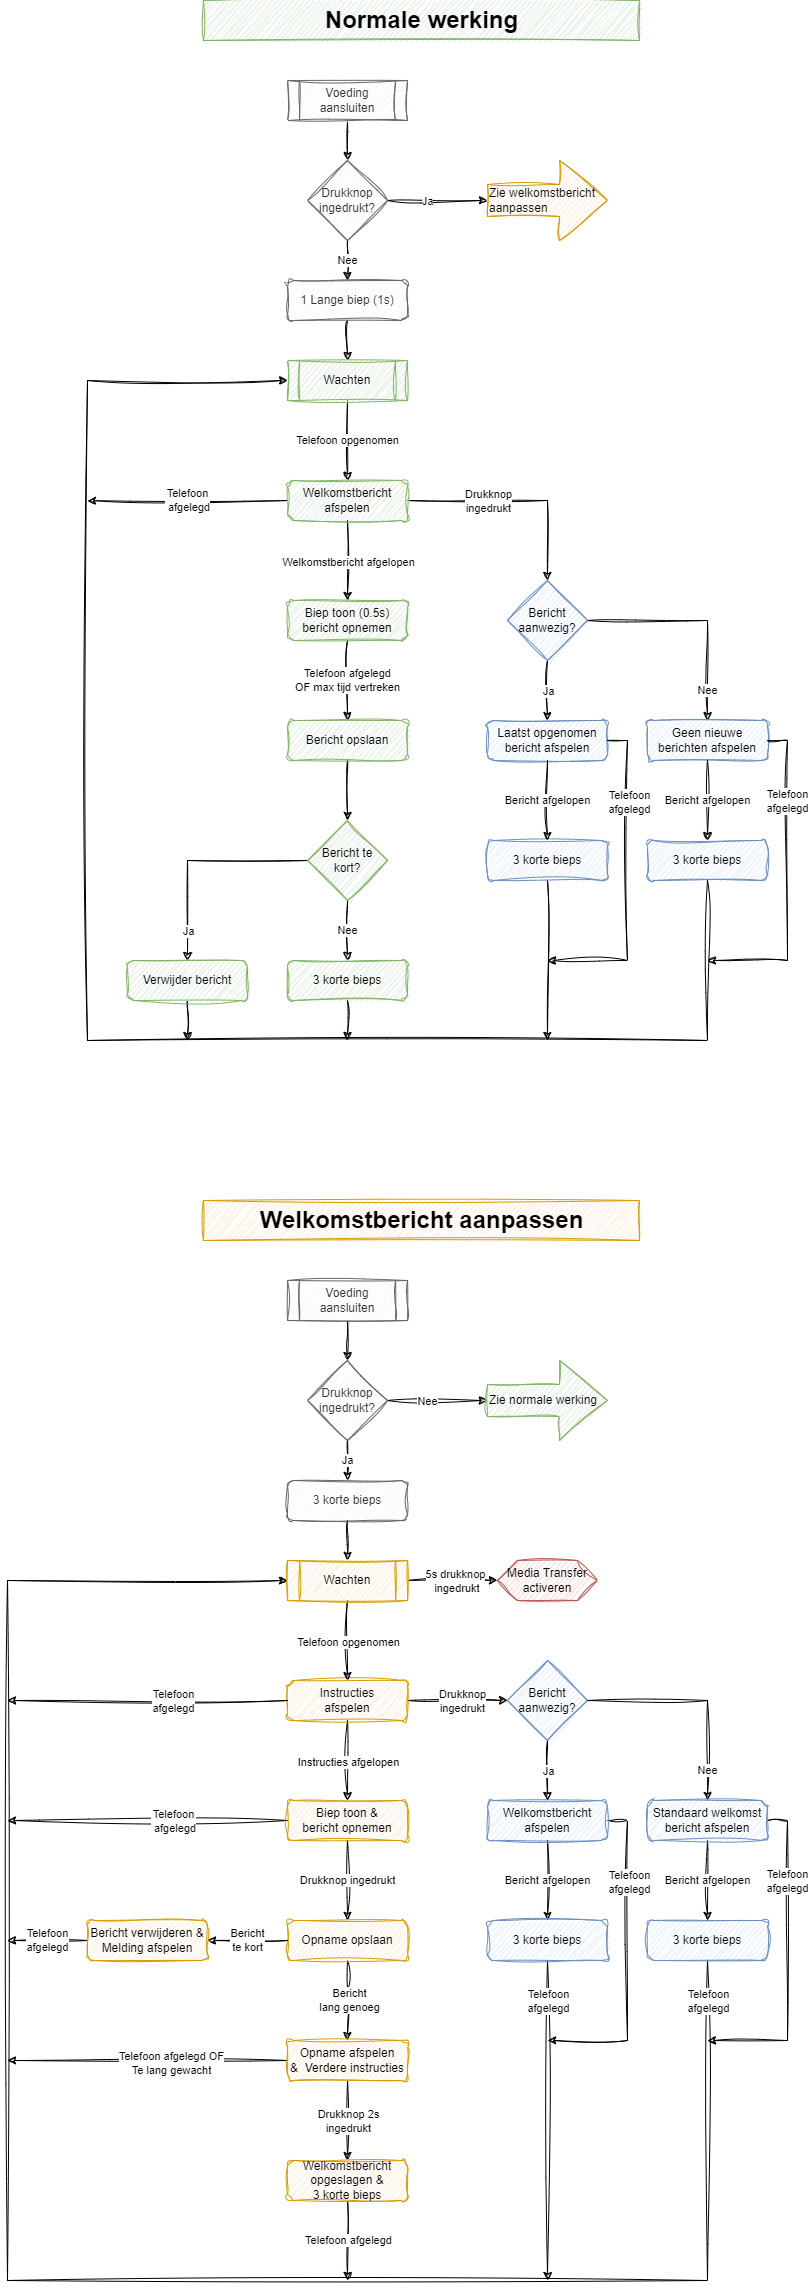 Normale werking
Voeding
aansluiten
Drukknop
ingedrukt?
Ja
Zie welkomstbericht
aanpassen
Nee
1 Lange biep (1s)
Wachten
Telefoon opgenomen
Telefoon
afgelegd
Welkomstbericht
afspelen
Drukknop
ingedrukt
Welkomstbericht afgelopen
Biep toon (0.5s)
bericht opnemen
Bericht
aanwezig?
Telefoon afgelegd
OF max tijd vertreken
Ja
Nee
Bericht opslaan
Laatst opgenomen
bericht afspelen
Geen nieuwe
berichten afspelen
Bericht afgelopen
Telefoon
afgelegd
Bericht afgelopen
Telefoon
afgelegd
Bericht te
kort?
3 korte bieps
3 korte bieps
Ja
Nee
Verwijder bericht
3 korte bieps
Welkomstbericht aanpassen
Voeding
aansluiten
Drukknop
ingedrukt?
Nee
Zie normale werking
Ja
3 korte bieps
Wachten
5s drukknop
ingedrukt
Media Transfer
activeren
Telefoon opgenomen
Telefoon
afgelegd
Instructies
afspelen
Drukknop
ingedrukt
Bericht
aanwezig?
Instructies afgelopen
Ja
Nee
Telefoon
afgelegd
Biep toon &
bericht opnemen
Welkomstbericht
afspelen
Standaard welkomst
bericht afspelen
Drukknop ingedrukt
Bericht afgelopen
Telefoon
afgelegd
Bericht afgelopen
Telefoon
afgelegd
Telefoon
afgelegd
Bericht verwijderen &
Melding afspelen
Bericht
te kort
Opname opslaan
3 korte bieps
3 korte bieps
Bericht
lang genoeg
Telefoon
afgelegd
Telefoon
afgelegd
Telefoon afgelegd OF
Te lang gewacht
Opname afspelen
& Verdere instructies
Drukknop 2s
ingedrukt
Welkomstbericht
opgeslagen &
3 korte bieps
Telefoon afgelegd